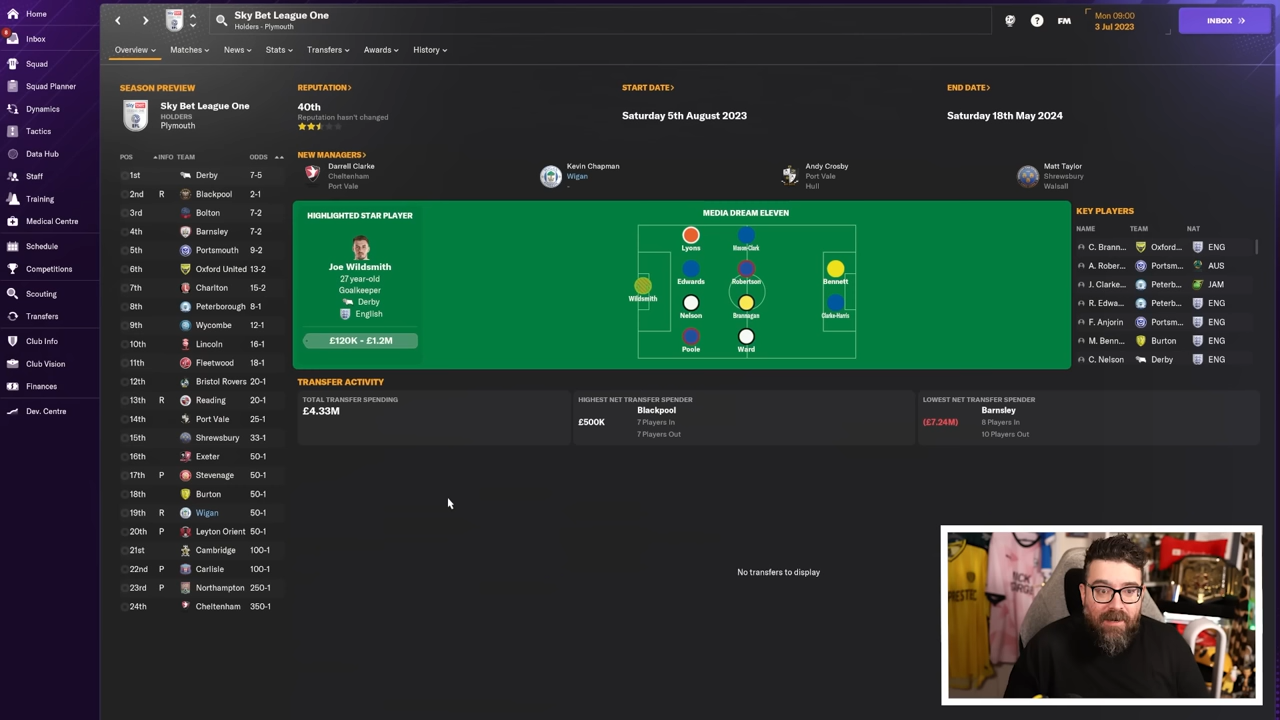 Home
6
Inbox
Squad
Squad Planner
Dynamics
Tactics
Data Hub
Staff
Training
Medical Centre
Schedule
Competitions
Scouting
Transfers
Club Info
Club Vision
Finances
Dev. Centre
Sky Bet League One
Holders - Plymouth
? FM
Mon 09:00
3 Jul 2023
INBOX
Overview Matches News Stats Transfers Awards History
SEASON PREVIEW
Sky Bet League One
HOLDERS
Plymouth
POS INFO TEAM ODDS
1st Derby 7-5
2nd R Blackpool 2-1
3rd Bolton 7-2
4th Barnsley 7-2
5th Portsmouth 9-2
6th Oxford United 13-2
7th Charlton 15-2
8th Peterborough 8-1
9th Wycombe 12-1
10th Lincoln 16-1
11th Fleetwood 18-1
12th Bristol Rovers 20-1
13th R Reading 20-1
14th Port Vale 25-1
15th Shrewsbury 33-1
16th Exeter 50-1
17th P Stevenage 50-1
18th Burton 50-1
19th R Wigan 50-1
20th P Leyton Orient 50-1
21st Cambridge 100-1
22nd P Carlisle 100-1
23rd P Northampton 250-1
24th Cheltenham 350-1
REPUTATION
40th
Reputation hasn't changed
START DATE
Saturday 5th August 2023
END DATE
Saturday 18th May 2024
NEW MANAGERS
Darrell Clarke
Cheltenham
Port Vale
Kevin Chapman
Wigan
-
Andy Crosby
Port Vale
Hull
Matt Taylor
Shrewsbury
Walsall
HIGHLIGHTED STAR PLAYER
Joe Wildsmith
27 year-old
Goalkeeper
Derby
English
£120K - £1.2M
MEDIA DREAM ELEVEN
Lyons
Edwards Robertson Bennett
Wildsmith
Nelson Brannagan Clarke-Harris
Poole Ward
KEY PLAYERS
NAME TEAM NAT
C. Brann... Oxford... ENG
A. Rober... Portsm... AUS
J. Clarke... Peterb... JAM
R. Edwa... Peterb... ENG
F. Anjorin Portsm... ENG
M. Benn... Burton ENG
C. Nelson Derby ENG
TRANSFER ACTIVITY
TOTAL TRANSFER SPENDING
£4.33M
HIGHEST NET TRANSFER SPENDER
£500K
Blackpool
7 Players In
7 Players Out
LOWEST NET TRANSFER SPENDER
(£7.24M)
Barnsley
8 Players In
10 Players Out
No transfers to display